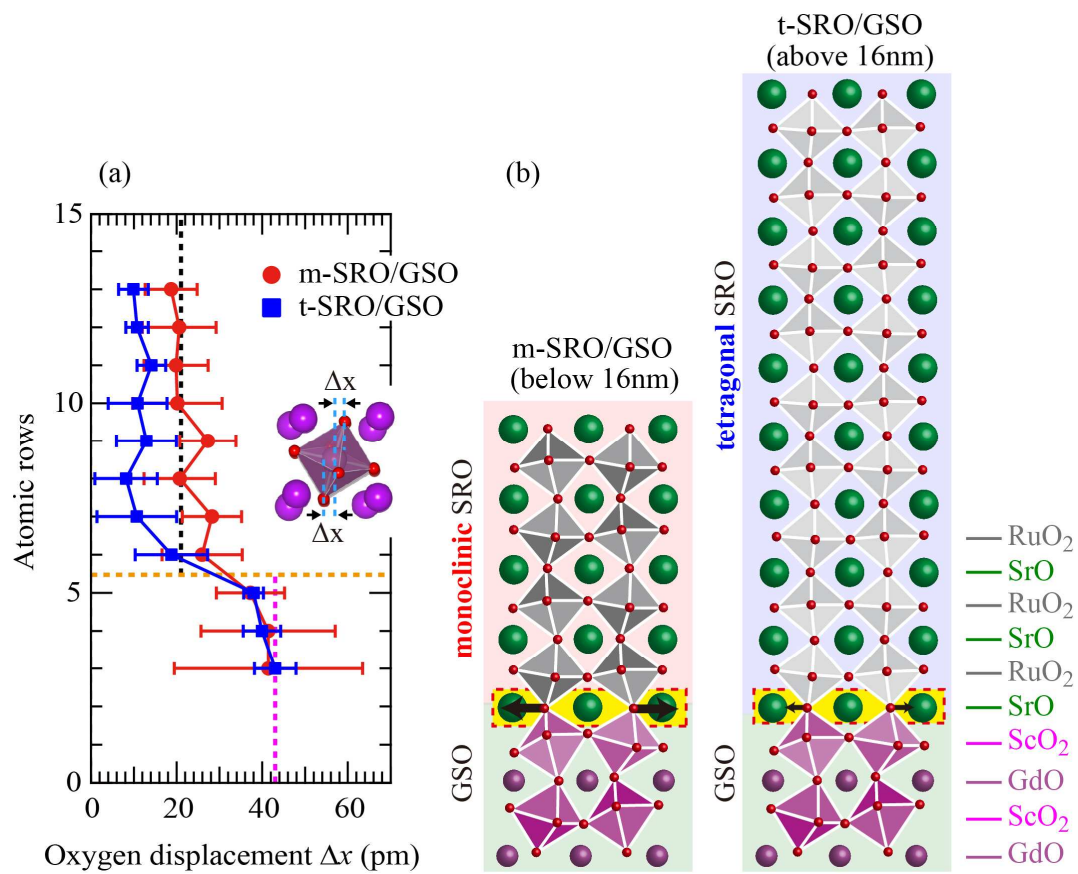 t-SRO/GSO
(above 16nm)
(a)
(b)
15
10
5
0
Atomic rows
m-SRO/GSO
t-SRO/GSO
Δx
Δx
0
20
40
60
Oxygen displacement Δx (pm)
m-SRO/GSO
(below 16nm)
monoclinic SRO
GSO
tetragonal SRO
GSO
RuO₂
SrO
RuO₂
SrO
RuO₂
SrO
ScO₂
GdO
ScO₂
GdO